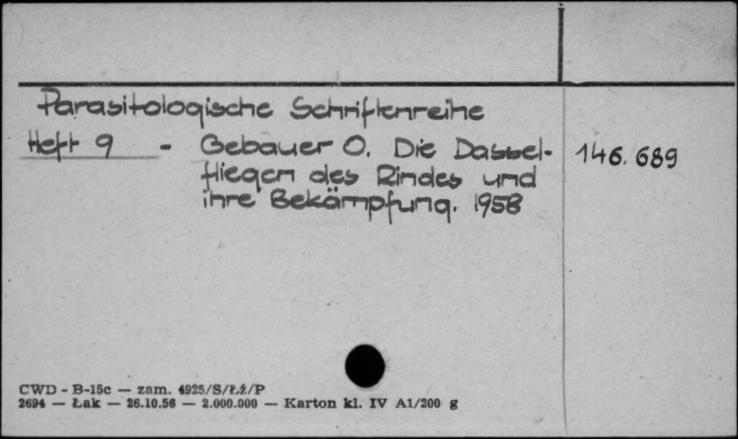 Parasitologische Schriftenreihe
Heft 9 - Gebauer O. Die Dassel- 146.689
fliegen des Rindes und
ihre Bekämpfung. 1958
CWD - B-15c — zam. 4925/S/ŁŻ/P
2694 — Łak — 26.10.56 — 2.000.000 — Karton kl. IV A1/200 g